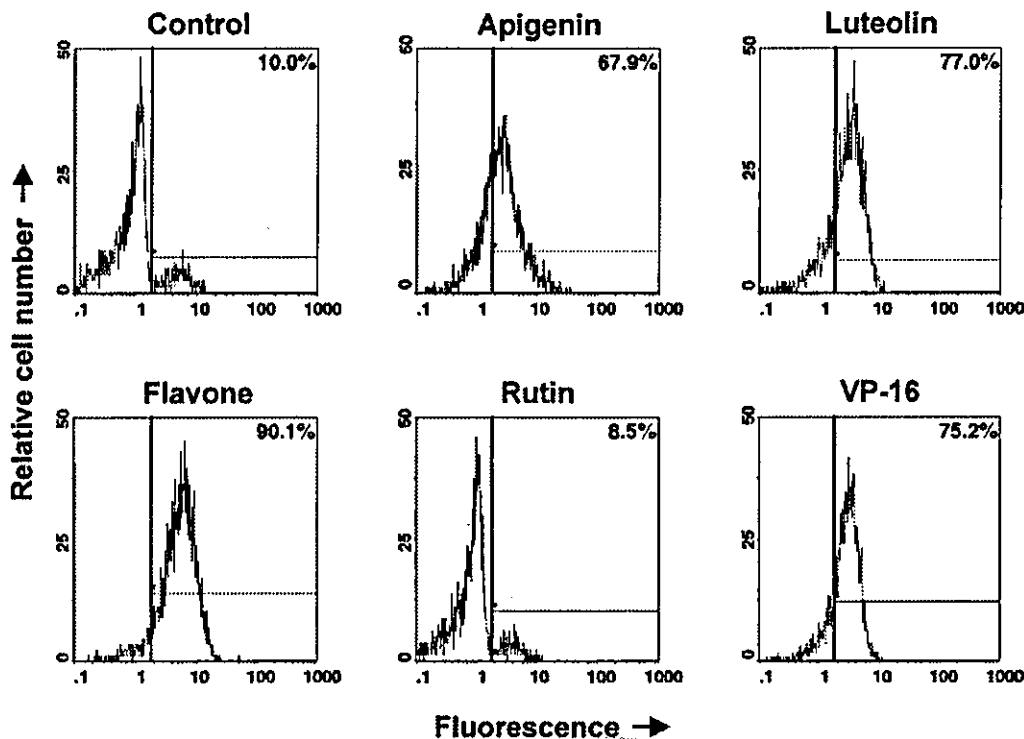 Control
Apigenin
Luteolin
50
25
0
10.0%
.1 1 10 100 1000
50
25
0
67.9%
.1 1 10 100 1000
50
25
0
77.0%
.1 1 10 100 1000
Relative cell number →
Flavone
Rutin
VP-16
50
25
0
90.1%
.1 1 10 100 1000
50
25
0
8.5%
.1 1 10 100 1000
50
25
0
75.2%
.1 1 10 100 1000
Fluorescence →